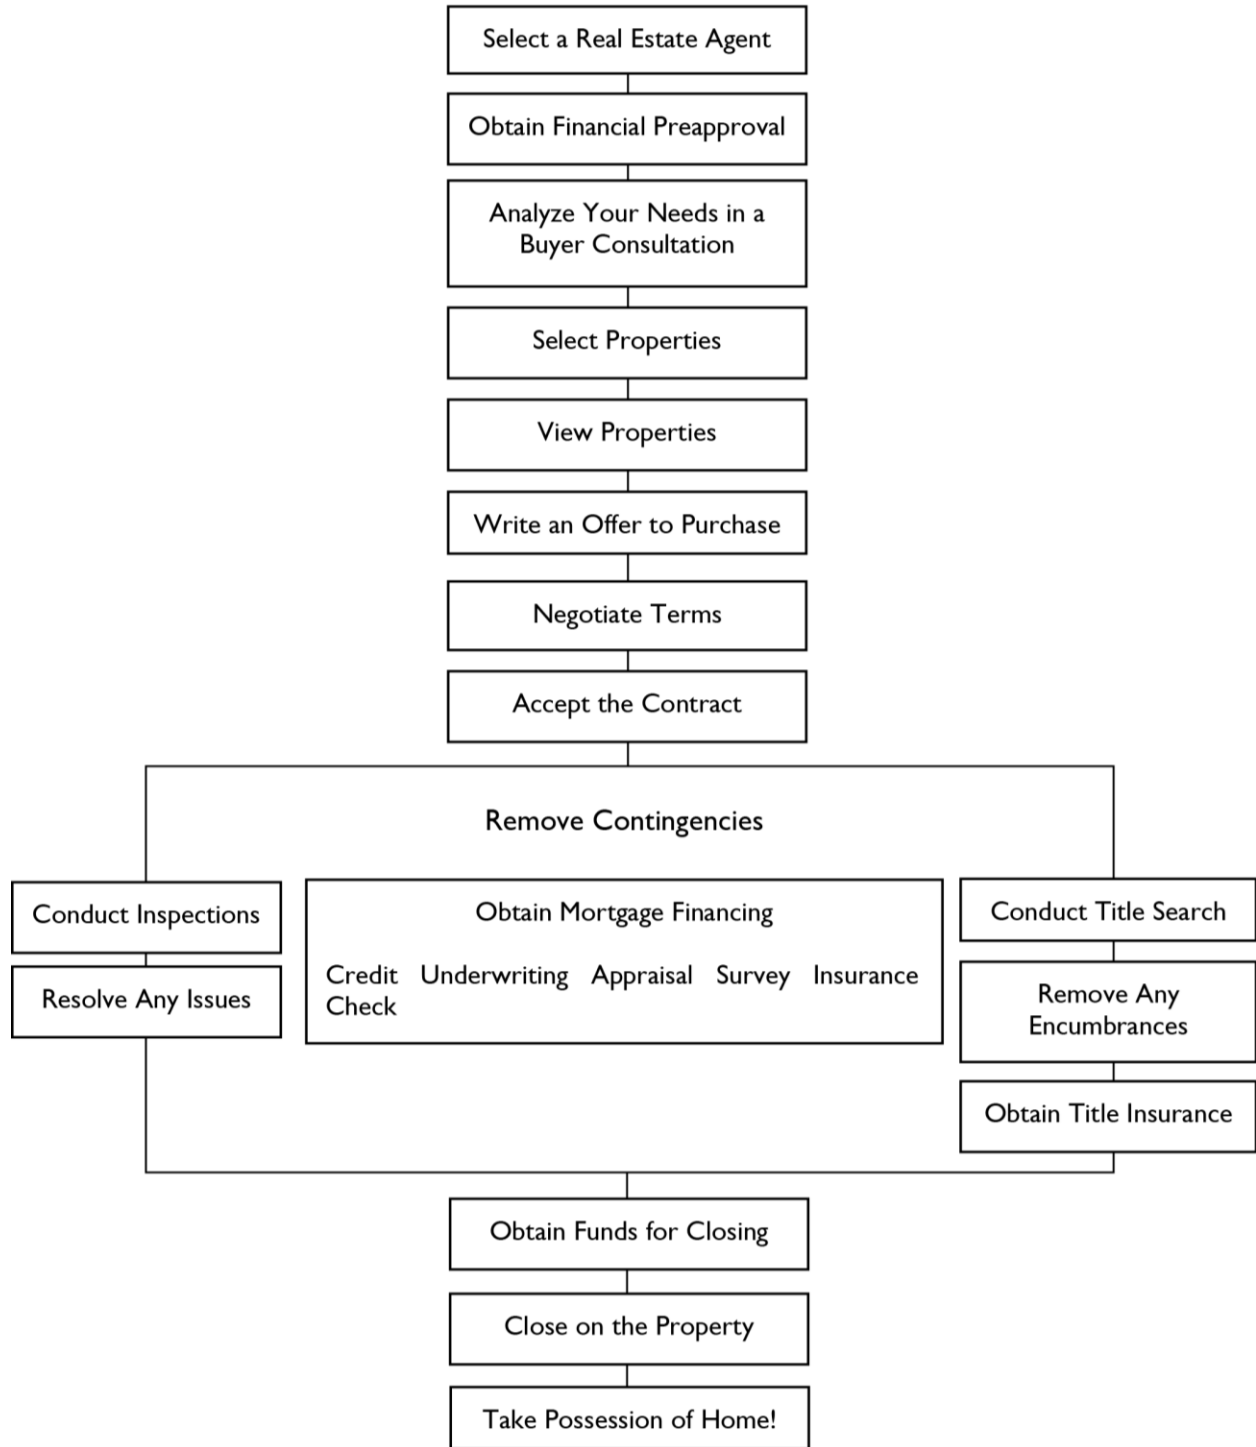 Select a Real Estate Agent
Obtain Financial Preapproval
Analyze Your Needs in a
Buyer Consultation
Select Properties
View Properties
Write an Offer to Purchase
Negotiate Terms
Accept the Contract
Remove Contingencies
Conduct Inspections
Resolve Any Issues
Obtain Mortgage Financing
Credit Underwriting Appraisal Survey Insurance
Check
Conduct Title Search
Remove Any
Encumbrances
Obtain Title Insurance
Obtain Funds for Closing
Close on the Property
Take Possession of Home!